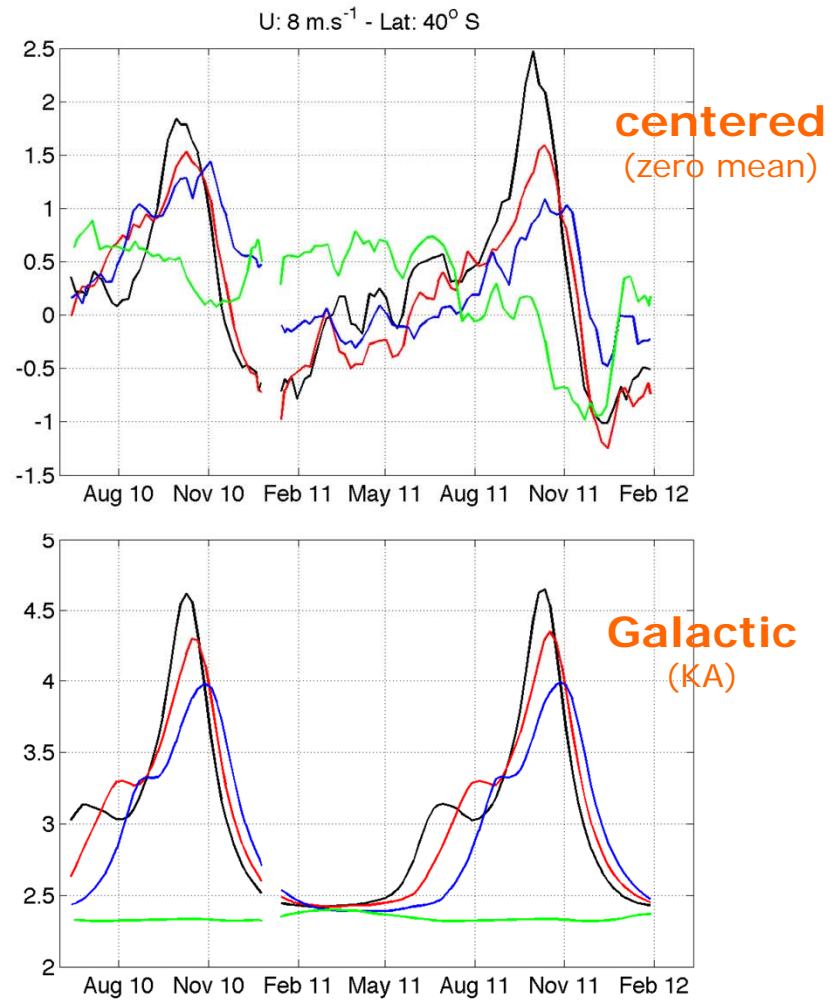 U: 8 m.s-1 - Lat: 40o S
2.5
2
1.5
1
0.5
0
-0.5
-1
-1.5
centered
(zero mean)
Aug 10 Nov 10 Feb 11 May 11 Aug 11 Nov 11 Feb 12
5
4.5
4
3.5
3
2.5
2
Galactic
(KA)
Aug 10 Nov 10 Feb 11 May 11 Aug 11 Nov 11 Feb 12